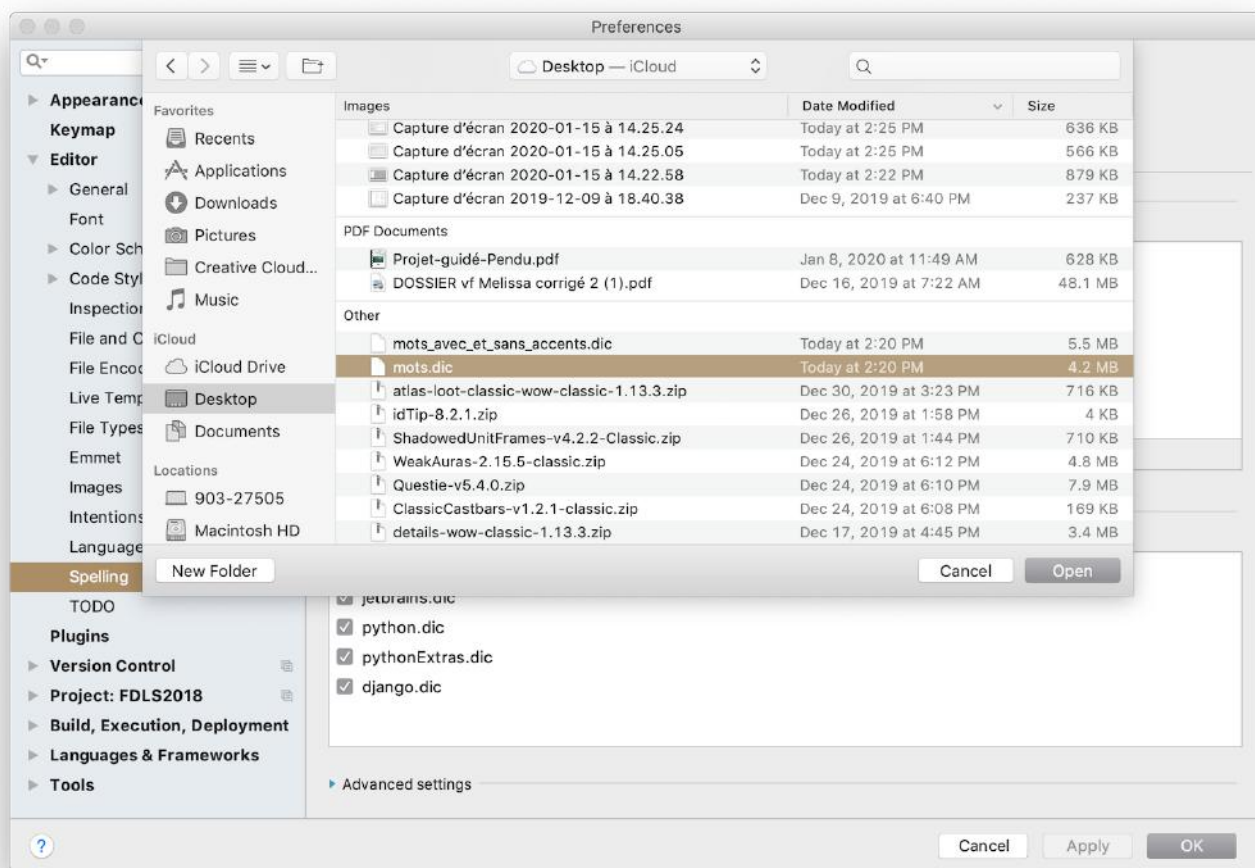 Preferences
Desktop — iCloud
Appearance
Keymap
Editor
General
Font
Color Sch
Code Styl
Inspection
File and C
File Encod
Live Temp
File Types
Emmet
Images
Intentions
Language
Spelling
TODO
Plugins
Version Control
Project: FDLS2018
Build, Execution, Deployment
Languages & Frameworks
Tools
Favorites
Recents
Applications
Downloads
Pictures
Creative Cloud...
Music
iCloud
iCloud Drive
Desktop
Documents
Locations
903-27505
Macintosh HD
Images Date Modified Size
Capture d'écran 2020-01-15 à 14.25.24 Today at 2:25 PM 636 KB
Capture d'écran 2020-01-15 à 14.25.05 Today at 2:25 PM 566 KB
Capture d'écran 2020-01-15 à 14.22.58 Today at 2:22 PM 879 KB
Capture d'écran 2019-12-09 à 18.40.38 Dec 9, 2019 at 6:40 PM 237 KB
PDF Documents
Projet-guidé-Pendu.pdf Jan 8, 2020 at 11:49 AM 628 KB
DOSSIER vf Melissa corrigé 2 (1).pdf Dec 16, 2019 at 7:22 AM 48.1 MB
Other
mots_avec_et_sans_accents.dic Today at 2:20 PM 5.5 MB
mots.dic Today at 2:20 PM 4.2 MB
atlas-loot-classic-wow-classic-1.13.3.zip Dec 30, 2019 at 3:23 PM 716 KB
idTip-8.2.1.zip Dec 26, 2019 at 1:58 PM 4 KB
ShadowedUnitFrames-v4.2.2-Classic.zip Dec 26, 2019 at 1:44 PM 710 KB
WeakAuras-2.15.5-classic.zip Dec 24, 2019 at 6:12 PM 4.8 MB
Questie-v5.4.0.zip Dec 24, 2019 at 6:10 PM 7.9 MB
ClassicCastbars-v1.2.1-classic.zip Dec 24, 2019 at 6:08 PM 169 KB
details-wow-classic-1.13.3.zip Dec 17, 2019 at 4:45 PM 3.4 MB
New Folder Cancel Open
jetbrains.dic
python.dic
pythonExtras.dic
django.dic
Advanced settings
? Cancel Apply OK